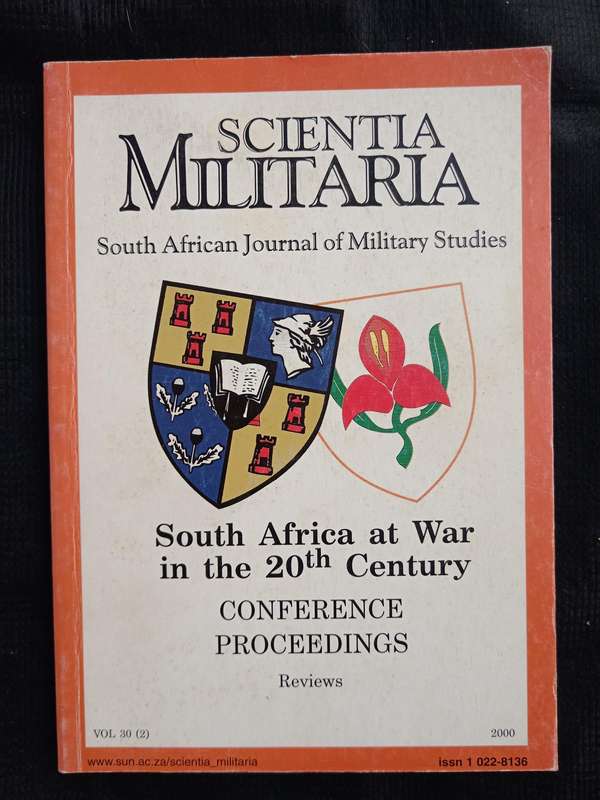 SCIENTIA
MILITARIA
South African Journal of Military Studies
South Africa at War
in the 20th Century
CONFERENCE
PROCEEDINGS
Reviews
VOL 30 (2)
2000
www.sun.ac.za/scientia_militaria
issn 1 022-8136